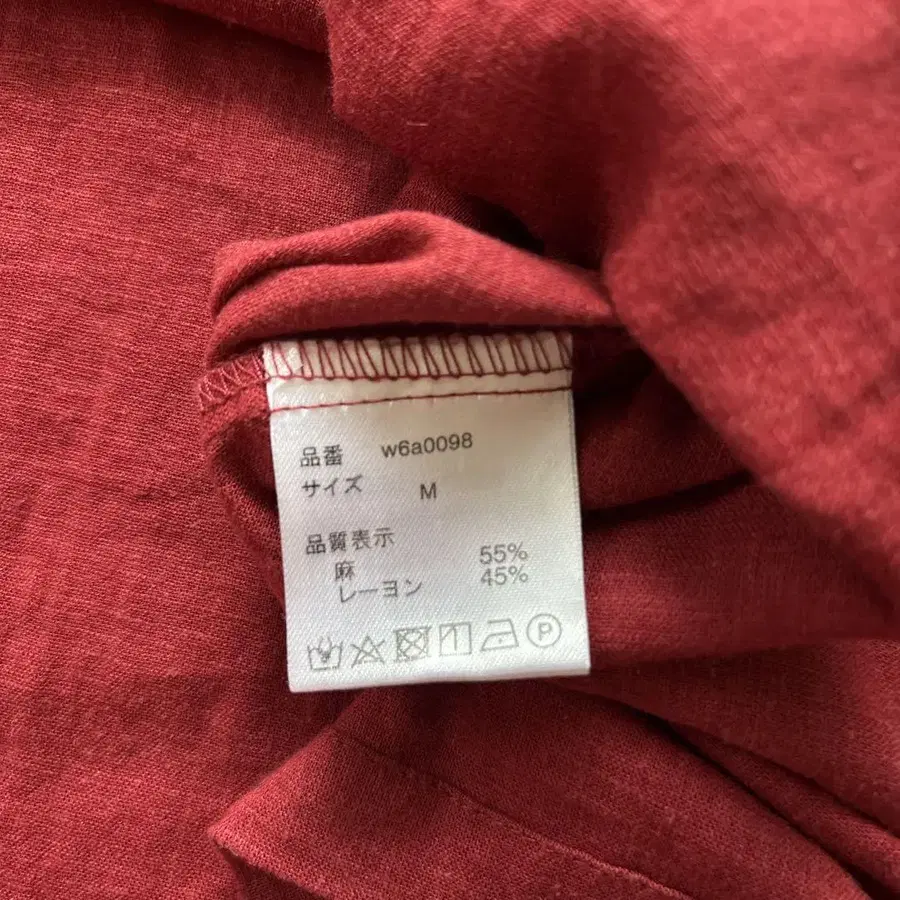 品番 w6a0098
サイズ M
品質表示
麻 55%
レーヨン 45%
P